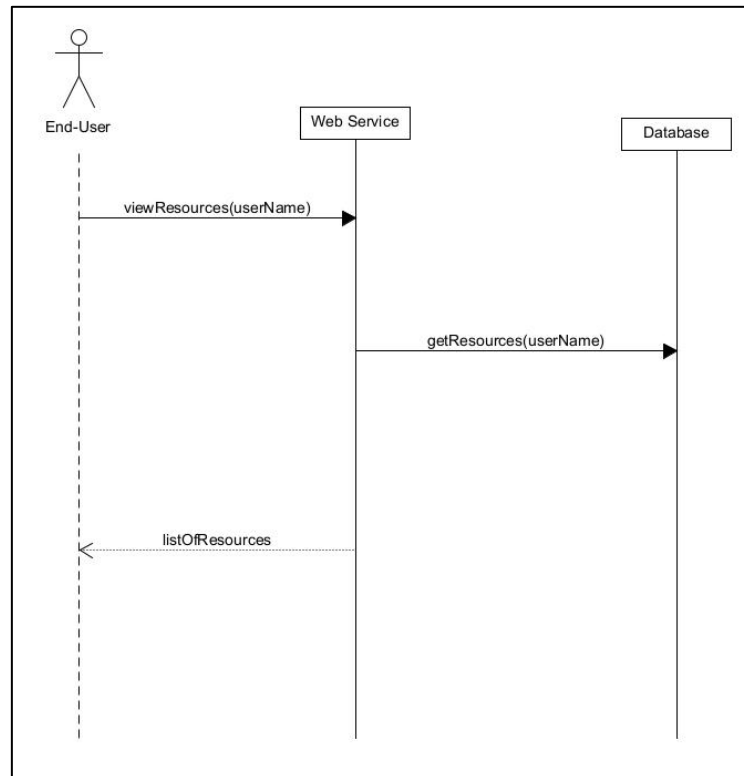 End-User
Web Service
Database
viewResources(userName)
getResources(userName)
listOfResources